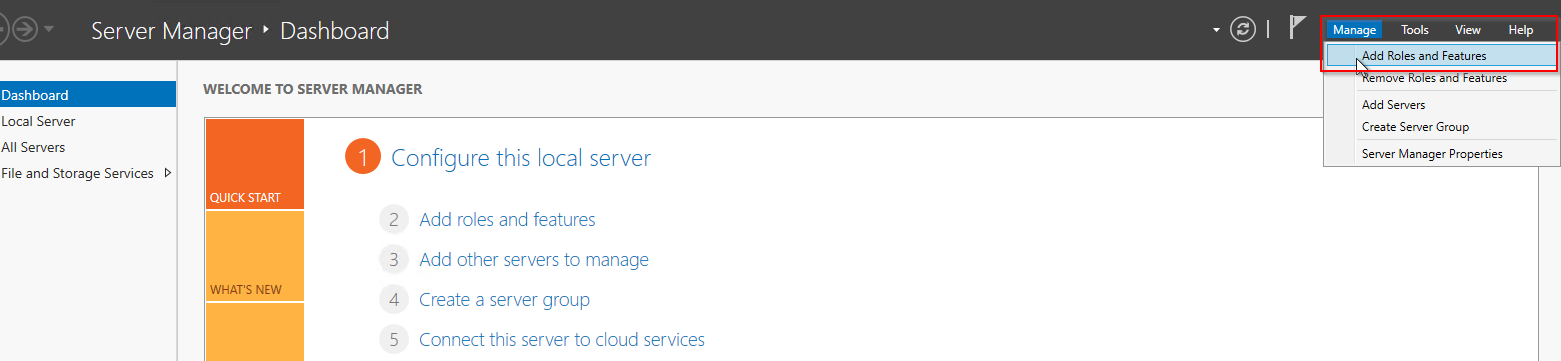 Server Manager ‣ Dashboard
Manage Tools View Help
Add Roles and Features
Remove Roles and Features
Add Servers
Create Server Group
Server Manager Properties
Dashboard
Local Server
All Servers
File and Storage Services
WELCOME TO SERVER MANAGER
QUICK START
WHAT'S NEW
1 Configure this local server
2 Add roles and features
3 Add other servers to manage
4 Create a server group
5 Connect this server to cloud services